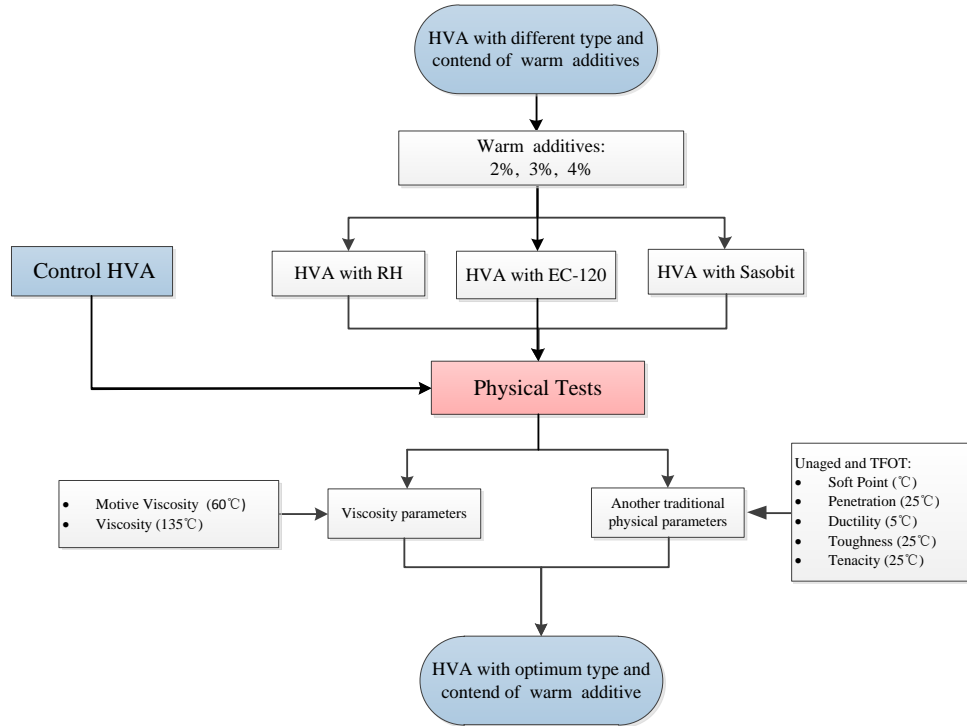 HVA with different type and
contend of warm additives
Warm additives:
2%, 3%, 4%
Control HVA
HVA with RH
HVA with EC-120
HVA with Sasobit
Physical Tests
• Motive Viscosity (60℃)
• Viscosity (135℃)
Viscosity parameters
Another traditional
physical parameters
Unaged and TFOT:
• Soft Point (℃)
• Penetration (25℃)
• Ductility (5℃)
• Toughness (25℃)
• Tenacity (25℃)
HVA with optimum type and
contend of warm additive